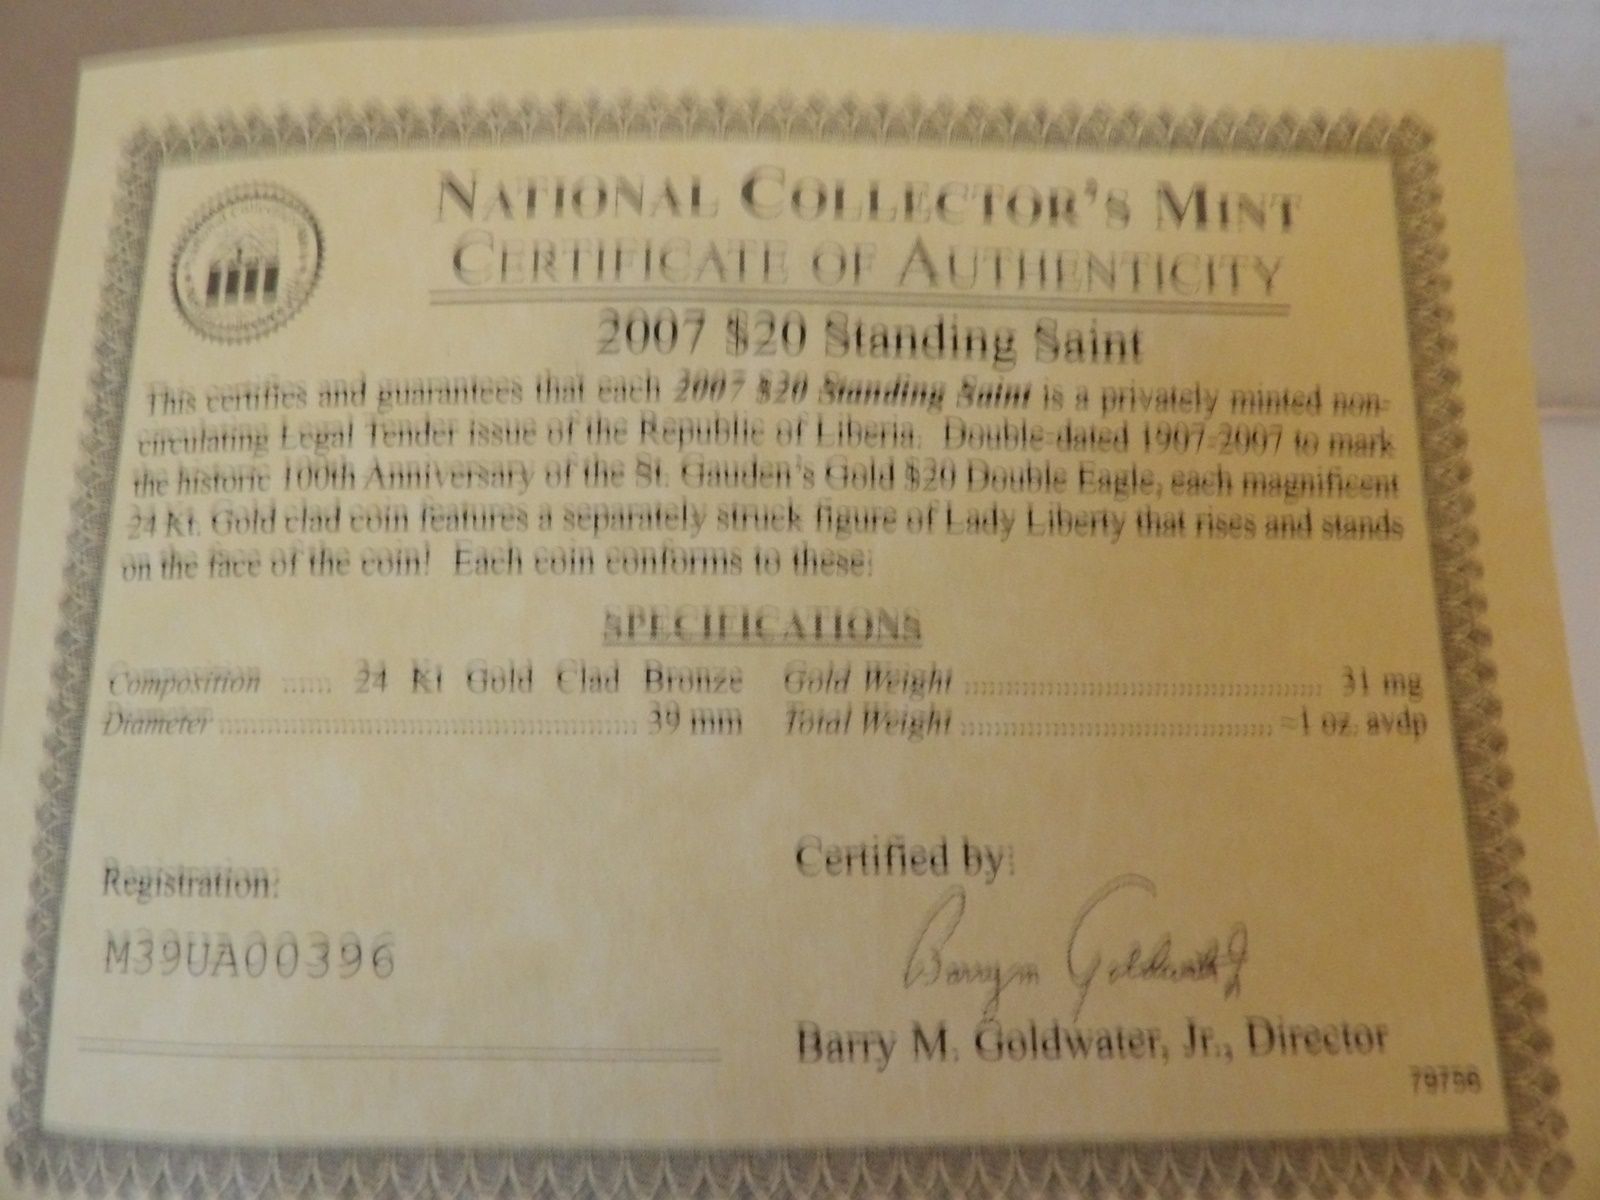 NATIONAL COLLECTOR'S MINT
CERTIFICATE OF AUTHENTICITY
2007 $20 Standing Saint
This certifies and guarantees that each 2007 $20 Standing Saint is a privately minted non-
circulating Legal Tender issue of the Republic of Liberia. Double-dated 1907-2007 to mark
the historic 100th Anniversary of the St. Gauden's Gold $20 Double Eagle, each magnificent
24 Kt. Gold clad coin features a separately struck figure of Lady Liberty that rises and stands
on the face of the coin! Each coin conforms to these:
SPECIFICATIONS
Composition ...... 24 Kt Gold Clad Bronze Gold Weight ............................................ 31 mg
Diameter .................................................. 39 mm Total Weight ...................................... ≈1 oz. avdp
Registration:
M39UA00396
Certified by:
Barry M Goldwater Jr
Barry M. Goldwater, Jr., Director